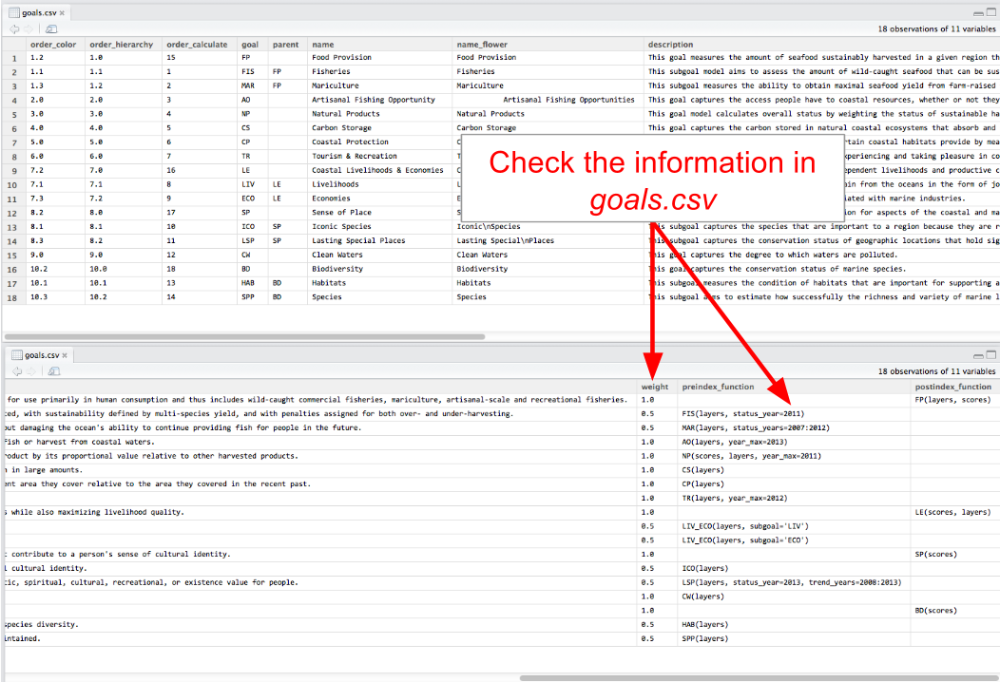 goals.csv
18 observations of 11 variables
order_color order_hierarchy order_calculate goal parent name name_flower description
1 1.2 1.0 15 FP Food Provision Food Provision This goal measures the amount of seafood sustainably harvested in a given region th
2 1.1 1.1 1 FIS FP Fisheries Fisheries This subgoal model aims to assess the amount of wild-caught seafood that can be sus
3 1.3 1.2 2 MAR FP Mariculture Mariculture This subgoal measures the ability to obtain maximal seafood yield from farm-raised
4 2.0 2.0 3 AO Artisanal Fishing Opportunity Artisanal Fishing Opportunities This goal captures the access people have to coastal resources, whether or not they
5 3.0 3.0 4 NP Natural Products Natural Products This goal model calculates overall status by weighting the status of sustainable ha
6 4.0 4.0 5 CS Carbon Storage Carbon Storage This goal captures the carbon stored in natural coastal ecosystems that absorb and
7 5.0 5.0 6 CP Coastal Protection C rtain coastal habitats provide by mea
8 6.0 6.0 7 TR Tourism & Recreation T xperiencing and taking pleasure in co
9 7.2 7.0 16 LE Coastal Livelihoods & Economies C ependent livelihoods and productive c
10 7.1 7.1 8 LIV LE Livelihoods L ain from the oceans in the form of jo
11 7.3 7.2 9 ECO LE Economies E iated with marine industries.
12 8.2 8.0 17 SP Sense of Place S ion for aspects of the coastal and ma
13 8.1 8.1 10 ICO SP Iconic Species Iconic\nSpecies This subgoal captures the species that are important to a region because they are r
14 8.3 8.2 11 LSP SP Lasting Special Places Lasting Special\nPlaces This subgoal captures the conservation status of geographic locations that hold sig
15 9.0 9.0 12 CW Clean Waters Clean Waters This goal captures the degree to which waters are polluted.
16 10.2 10.0 18 BD Biodiversity Biodiversity This goal captures the conservation status of marine species.
17 10.1 10.1 13 HAB BD Habitats Habitats This subgoal measures the condition of habitats that are important for supporting a
18 10.3 10.2 14 SPP BD Species Species This subgoal aims to estimate how successfully the richness and variety of marine l
Check the information in
goals.csv
goals.csv
18 observations of 11 variables
weight preindex_function postindex_function
for use primarily in human consumption and thus includes wild-caught commercial fisheries, mariculture, artisanal-scale and recreational fisheries. 1.0 FP(layers, scores)
ted, with sustainability defined by multi-species yield, and with penalties assigned for both over- and under-harvesting. 0.5 FIS(layers, status_year=2011)
out damaging the ocean's ability to continue providing fish for people in the future. 0.5 MAR(layers, status_years=2007:2012)
fish or harvest from coastal waters. 1.0 AO(layers, year_max=2013)
roduct by its proportional value relative to other harvested products. 1.0 NP(scores, layers, year_max=2011)
n in large amounts. 1.0 CS(layers)
ent area they cover relative to the area they covered in the recent past. 1.0 CP(layers)
1.0 TR(layers, year_max=2012)
s while also maximizing livelihood quality. 1.0 LE(scores, layers)
0.5 LIV_ECO(layers, subgoal='LIV')
0.5 LIV_ECO(layers, subgoal='ECO')
t contribute to a person's sense of cultural identity. 1.0 SP(scores)
l cultural identity. 0.5 ICO(layers)
tic, spiritual, cultural, recreational, or existence value for people. 0.5 LSP(layers, status_year=2013, trend_years=2008:2013)
1.0 CW(layers)
1.0 BD(scores)
species diversity. 0.5 HAB(layers)
intained. 0.5 SPP(layers)